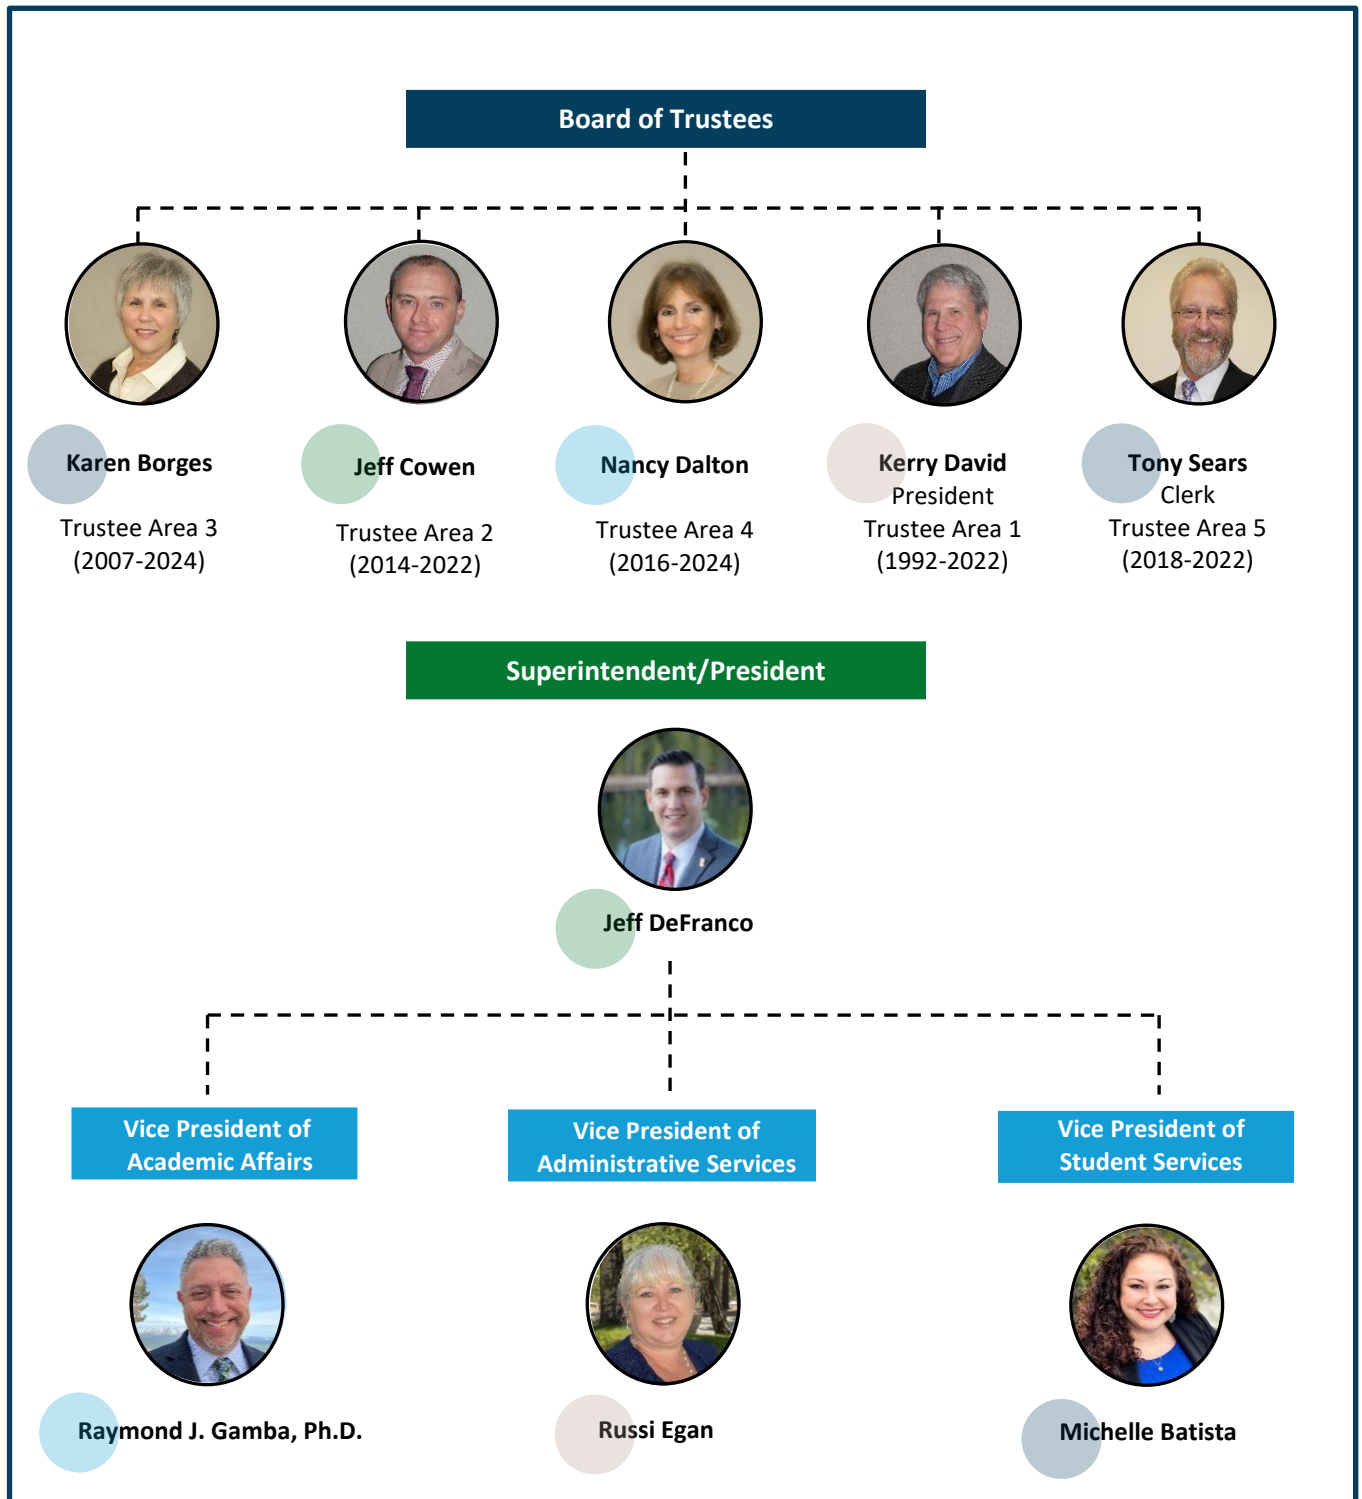 Board of Trustees
Karen Borges
Trustee Area 3
(2007-2024)
Jeff Cowen
Trustee Area 2
(2014-2022)
Nancy Dalton
Trustee Area 4
(2016-2024)
Kerry David
President
Trustee Area 1
(1992-2022)
Tony Sears
Clerk
Trustee Area 5
(2018-2022)
Superintendent/President
Jeff DeFranco
Vice President of
Academic Affairs
Raymond J. Gamba, Ph.D.
Vice President of
Administrative Services
Russi Egan
Vice President of
Student Services
Michelle Batista